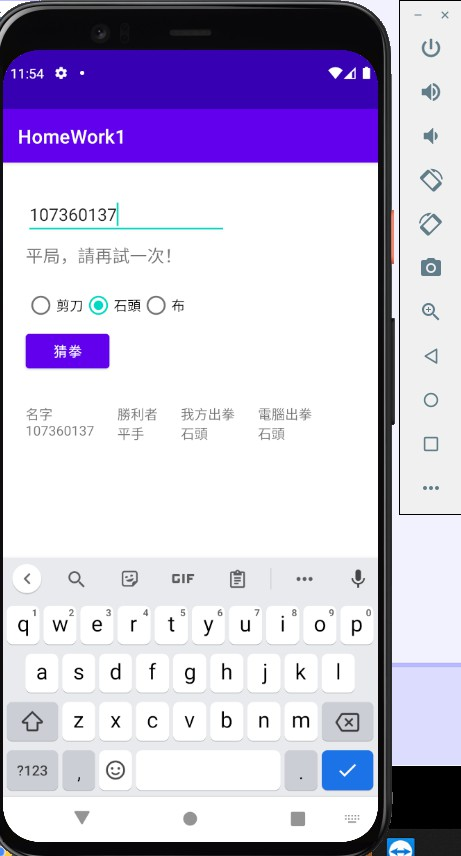 11:54
HomeWork1
107360137
平局，請再試一次！
剪刀 石頭 布
猜拳
名字 勝利者 我方出拳 電腦出拳
107360137 平手 石頭 石頭
GIF
q1 w2 e3 r4 t5 y6 u7 i8 o9 p0
a s d f g h j k l
z x c v b n m
?123 , .